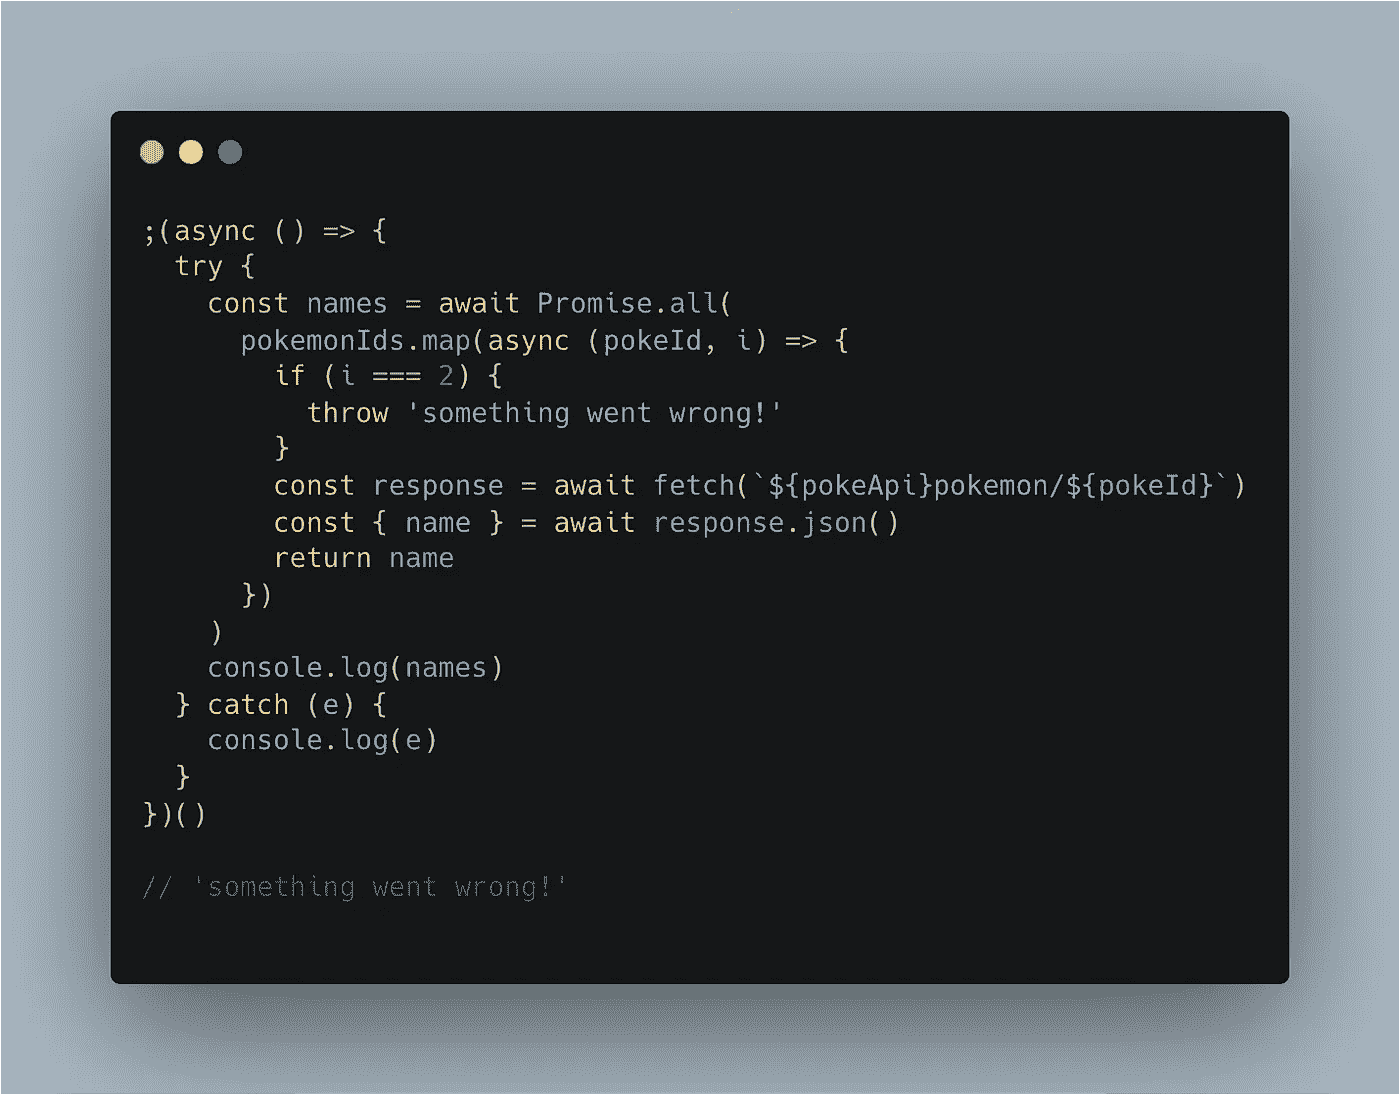 ;(async () => {
  try {
    const names = await Promise.all(
      pokemonIds.map(async (pokeId, i) => {
        if (i === 2) {
          throw 'something went wrong!'
        }
        const response = await fetch(`${pokeApi}pokemon/${pokeId}`)
        const { name } = await response.json()
        return name
      })
    )
    console.log(names)
  } catch (e) {
    console.log(e)
  }
})()

// 'something went wrong!'